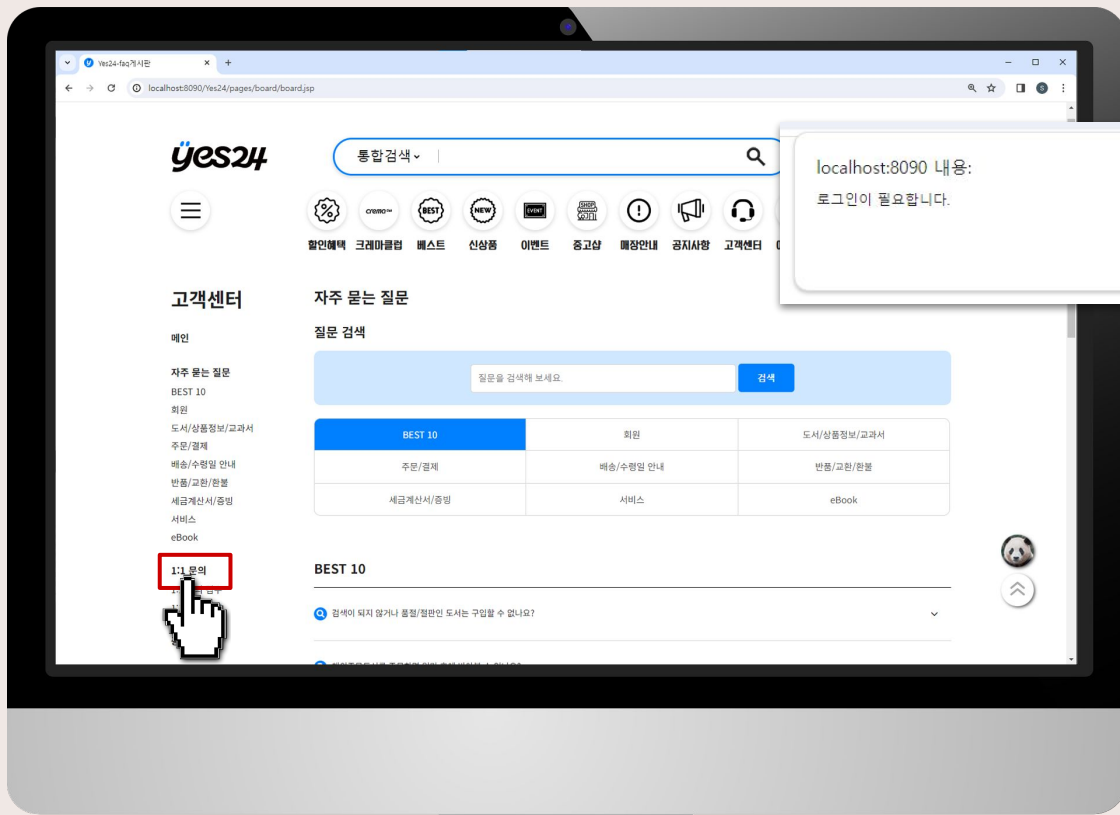 Yes24-faq게시판
localhost:8090/Yes24/pages/board/board.jsp
S
yes24
통합검색
localhost:8090 내용:
로그인이 필요합니다.
crema
BEST
NEW
EVENT
SHOP
할인혜택 크레마클럽 베스트 신상품 이벤트 중고샵 매장안내 공지사항 고객센터
고객센터
자주 묻는 질문
메인
질문 검색
자주 묻는 질문
BEST 10
회원
도서/상품정보/교과서
주문/결제
배송/수령일 안내
반품/교환/환불
세금계산서/증빙
서비스
eBook
1:1 문의
질문을 검색해 보세요.
검색
BEST 10 회원 도서/상품정보/교과서
주문/결제 배송/수령일 안내 반품/교환/환불
세금계산서/증빙 서비스 eBook
BEST 10
검색이 되지 않거나 품절/절판인 도서는 구입할 수 없나요?